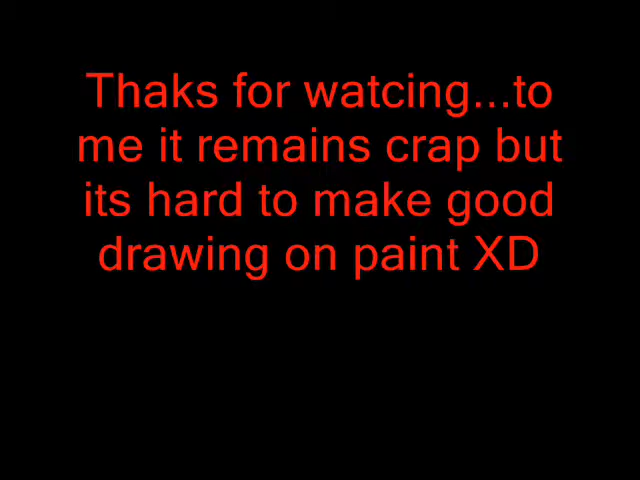 Thaks for watcing...to
me it remains crap but
its hard to make good
drawing on paint XD